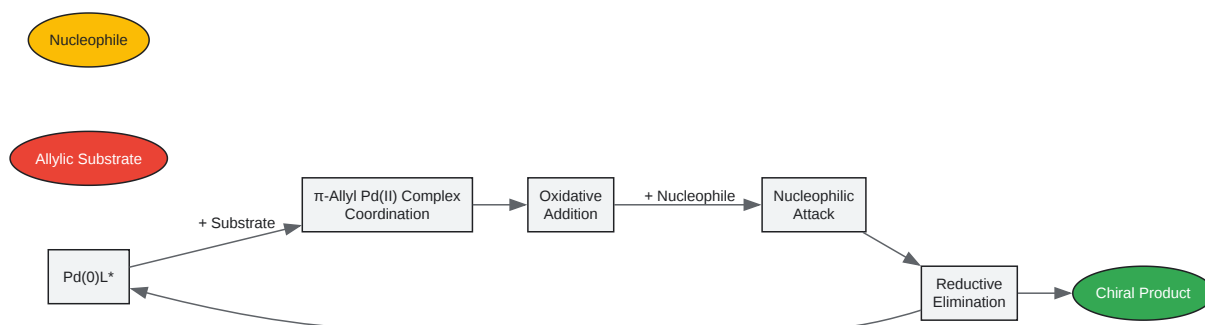 Nucleophile
Allylic Substrate
π-Allyl Pd(II) Complex
Coordination
Oxidative
Addition
+ Nucleophile
Nucleophilic
Attack
+ Substrate
Pd(0)L*
Reductive
Elimination
Chiral Product